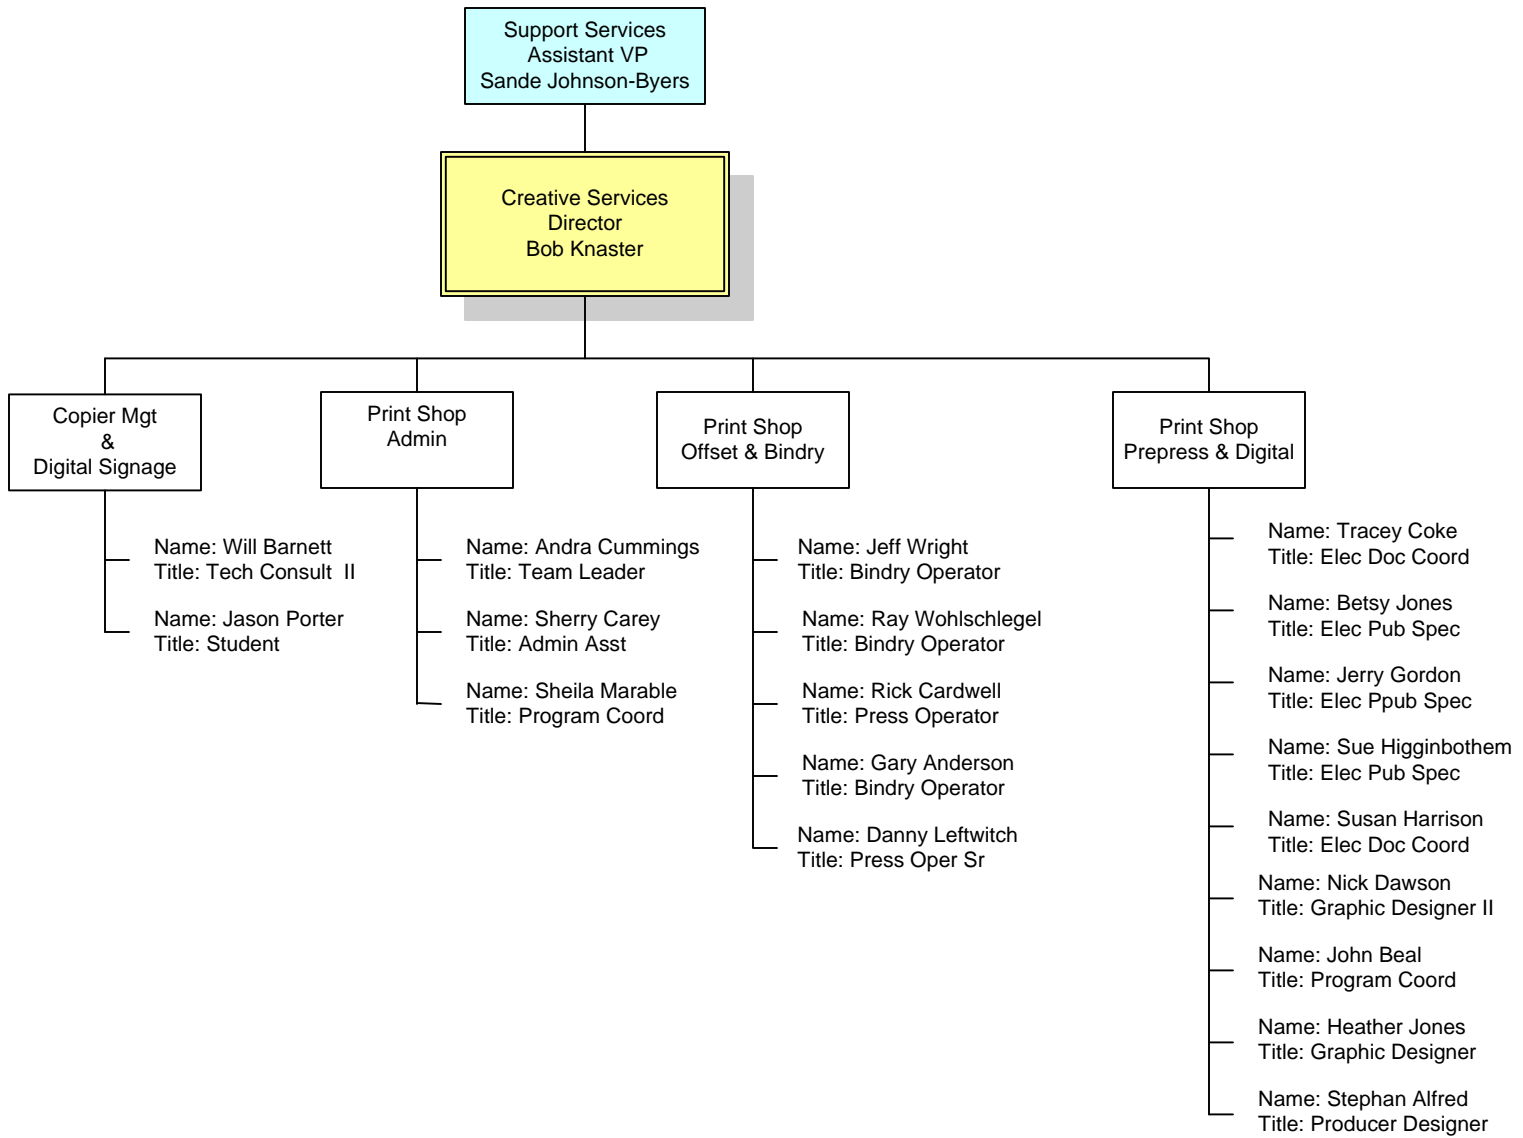 Support Services
Assistant VP
Sande Johnson-Byers
Creative Services
Director
Bob Knaster
Copier Mgt
&
Digital Signage
Name: Will Barnett
Title: Tech Consult  II
Name: Jason Porter
Title: Student
Print Shop
Admin
Name: Andra Cummings
Title: Team Leader
Name: Sherry Carey
Title: Admin Asst
Name: Sheila Marable
Title: Program Coord
Print Shop
Offset & Bindry
Name: Jeff Wright
Title: Bindry Operator
Name: Ray Wohlschlegel
Title: Bindry Operator
Name: Rick Cardwell
Title: Press Operator
Name: Gary Anderson
Title: Bindry Operator
Name: Danny Leftwitch
Title: Press Oper Sr
Print Shop
Prepress & Digital
Name: Tracey Coke
Title: Elec Doc Coord
Name: Betsy Jones
Title: Elec Pub Spec
Name: Jerry Gordon
Title: Elec Ppub Spec
Name: Sue Higginbothem
Title: Elec Pub Spec
Name: Susan Harrison
Title: Elec Doc Coord
Name: Nick Dawson
Title: Graphic Designer II
Name: John Beal
Title: Program Coord
Name: Heather Jones
Title: Graphic Designer
Name: Stephan Alfred
Title: Producer Designer